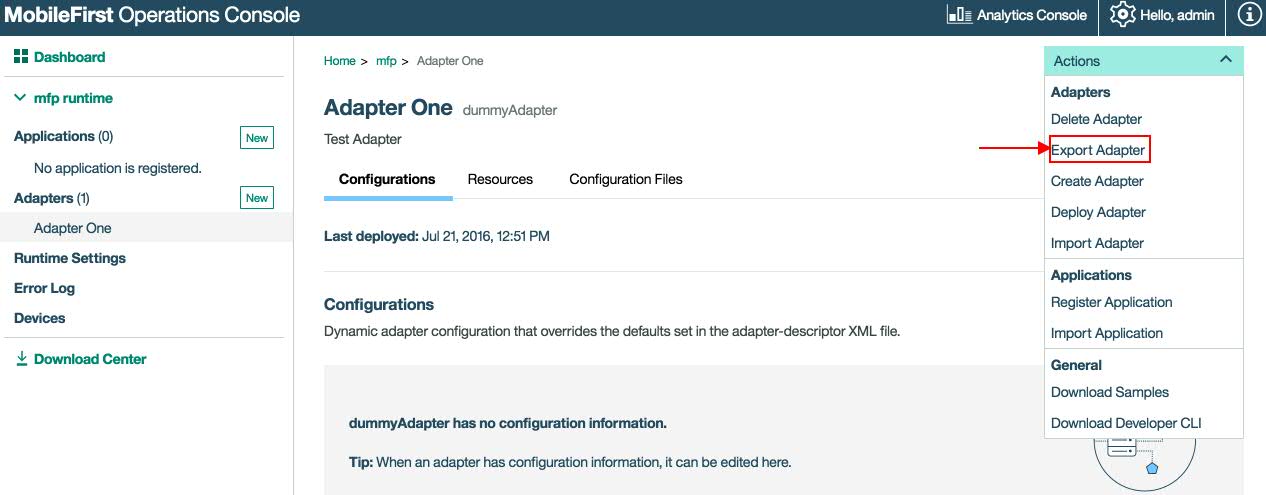 MobileFirst Operations Console
Analytics Console
Hello, admin
Dashboard
mfp runtime
Applications (0)
New
No application is registered.
Adapters (1)
New
Adapter One
Runtime Settings
Error Log
Devices
Download Center
Home > mfp > Adapter One
Adapter One dummyAdapter
Test Adapter
Configurations Resources Configuration Files
Last deployed: Jul 21, 2016, 12:51 PM
Configurations
Dynamic adapter configuration that overrides the defaults set in the adapter-descriptor XML file.
dummyAdapter has no configuration information.
Tip: When an adapter has configuration information, it can be edited here.
Actions
Adapters
Delete Adapter
Export Adapter
Create Adapter
Deploy Adapter
Import Adapter
Applications
Register Application
Import Application
General
Download Samples
Download Developer CLI